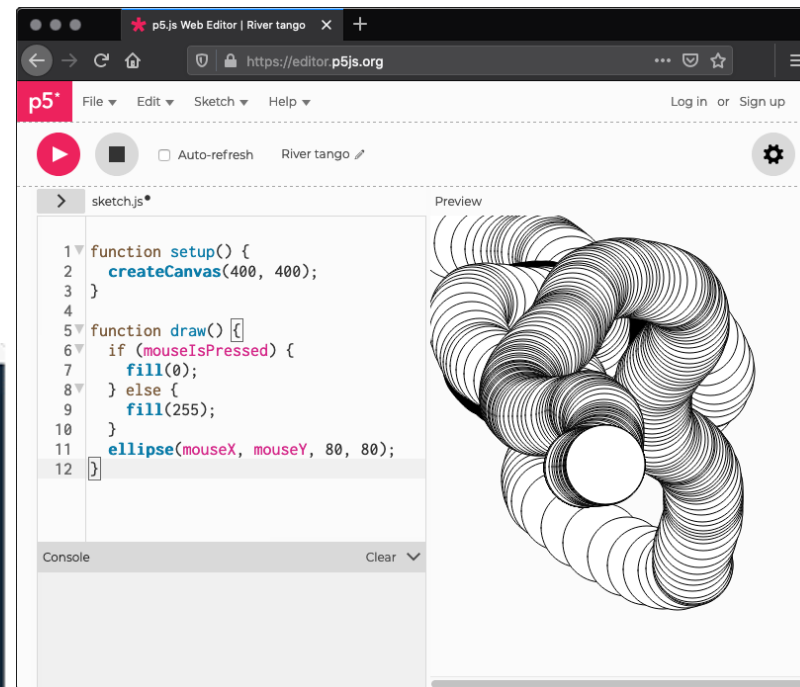 p5.js Web Editor | River tango
https://editor.p5js.org
p5* File Edit Sketch Help Log in or Sign up
Auto-refresh River tango
sketch.js● Preview
1 function setup() {
2   createCanvas(400, 400);
3 }
4
5 function draw() {
6   if (mouseIsPressed) {
7     fill(0);
8   } else {
9     fill(255);
10   }
11   ellipse(mouseX, mouseY, 80, 80);
12 }
Console Clear